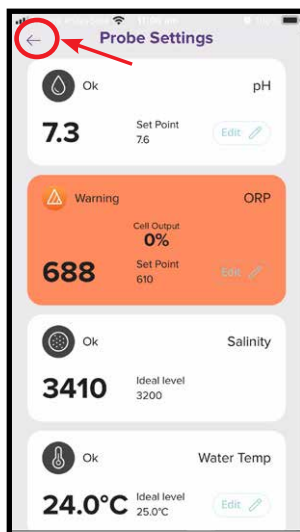 Probe Settings
Ok
pH
7.3
Set Point
7.6
Edit
Warning
ORP
Cell Output
0%
688
Set Point
610
Edit
Ok
Salinity
3410
Ideal level
3200
Ok
Water Temp
24.0°C
Ideal level
25.0°C
Edit